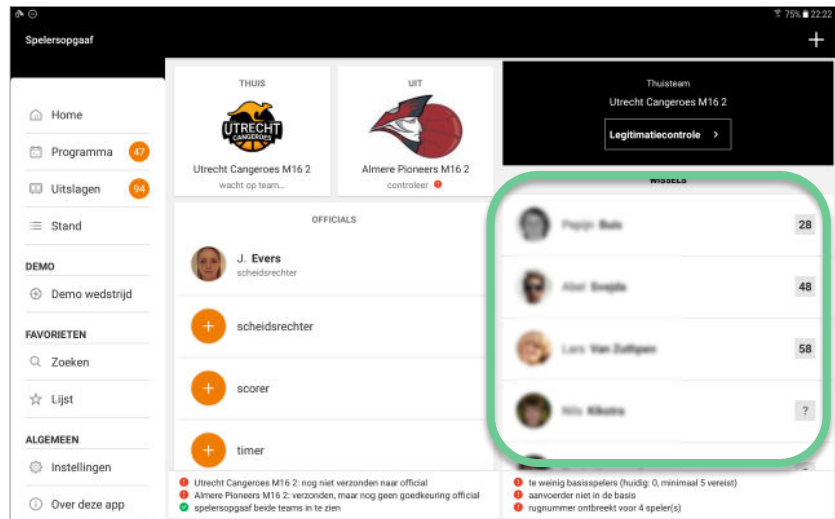 75% 22:22
Spelersopgaaf
Home
Programma 47
Uitslagen 94
Stand
DEMO
Demo wedstrijd
FAVORIETEN
Zoeken
Lijst
ALGEMEEN
Instellingen
Over deze app
THUIS
UTRECHT
CANGEROES
Utrecht Cangeroes M16 2
wacht op team...
UIT
Almere Pioneers M16 2
controleer
OFFICIALS
J. Evers
scheidsrechter
scheidsrechter
scorer
timer
Utrecht Cangeroes M16 2: nog niet verzonden naar official
Almere Pioneers M16 2: verzonden, maar nog geen goedkeuring official
spelersopgaaf beide teams in te zien
Thuisteam
Utrecht Cangeroes M16 2
Legitimatiecontrole >
WISSELS
28
48
58
?
te weinig basisspelers (huidig: 0, minimaal 5 vereist)
aanvoerder niet in de basis
rugnummer ontbreekt voor 4 speler(s)